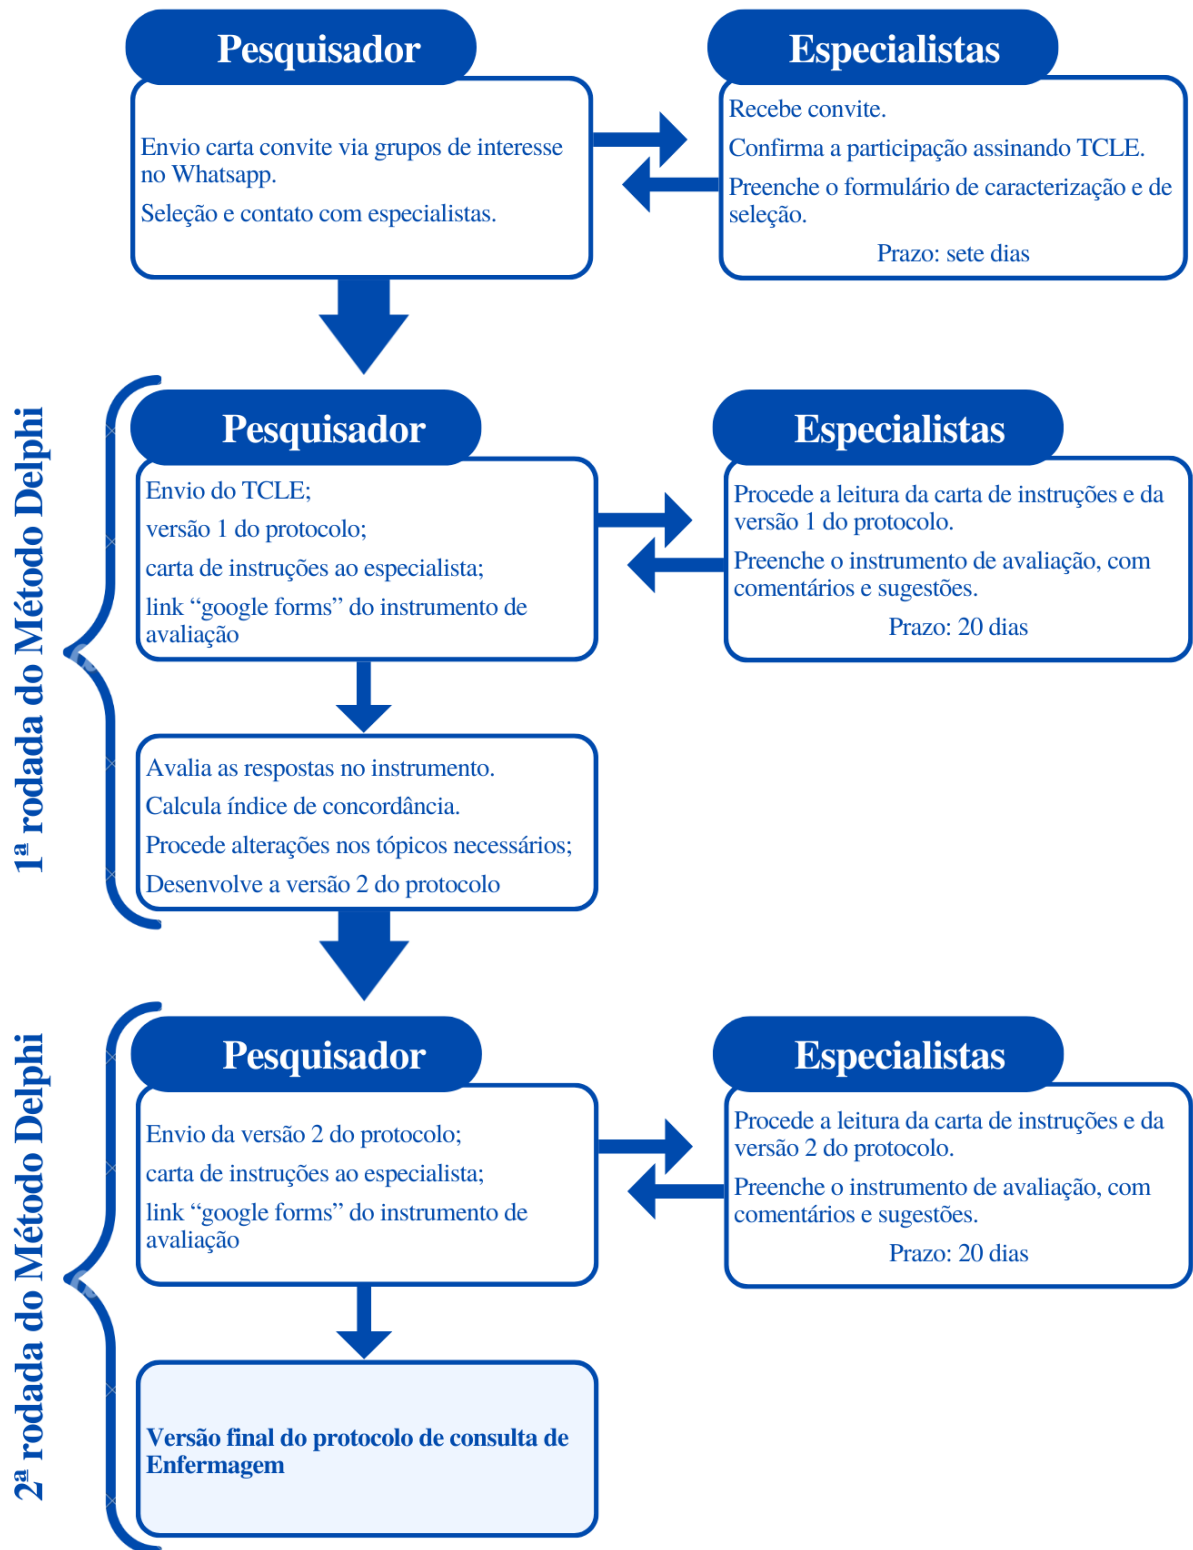 Pesquisador
Envio carta convite via grupos de interesse
no Whatsapp.
Seleção e contato com especialistas.
Especialistas
Recebe convite.
Confirma a participação assinando TCLE.
Preenche o formulário de caracterização e de
seleção.
Prazo: sete dias
1ª rodada do Método Delphi
Pesquisador
Envio do TCLE;
versão 1 do protocolo;
carta de instruções ao especialista;
link “google forms” do instrumento de
avaliação
Especialistas
Procede a leitura da carta de instruções e da
versão 1 do protocolo.
Preenche o instrumento de avaliação, com
comentários e sugestões.
Prazo: 20 dias
Avalia as respostas no instrumento.
Calcula índice de concordância.
Procede alterações nos tópicos necessários;
Desenvolve a versão 2 do protocolo
2ª rodada do Método Delphi
Pesquisador
Envio da versão 2 do protocolo;
carta de instruções ao especialista;
link “google forms” do instrumento de
avaliação
Especialistas
Procede a leitura da carta de instruções e da
versão 2 do protocolo.
Preenche o instrumento de avaliação, com
comentários e sugestões.
Prazo: 20 dias
Versão final do protocolo de consulta de
Enfermagem